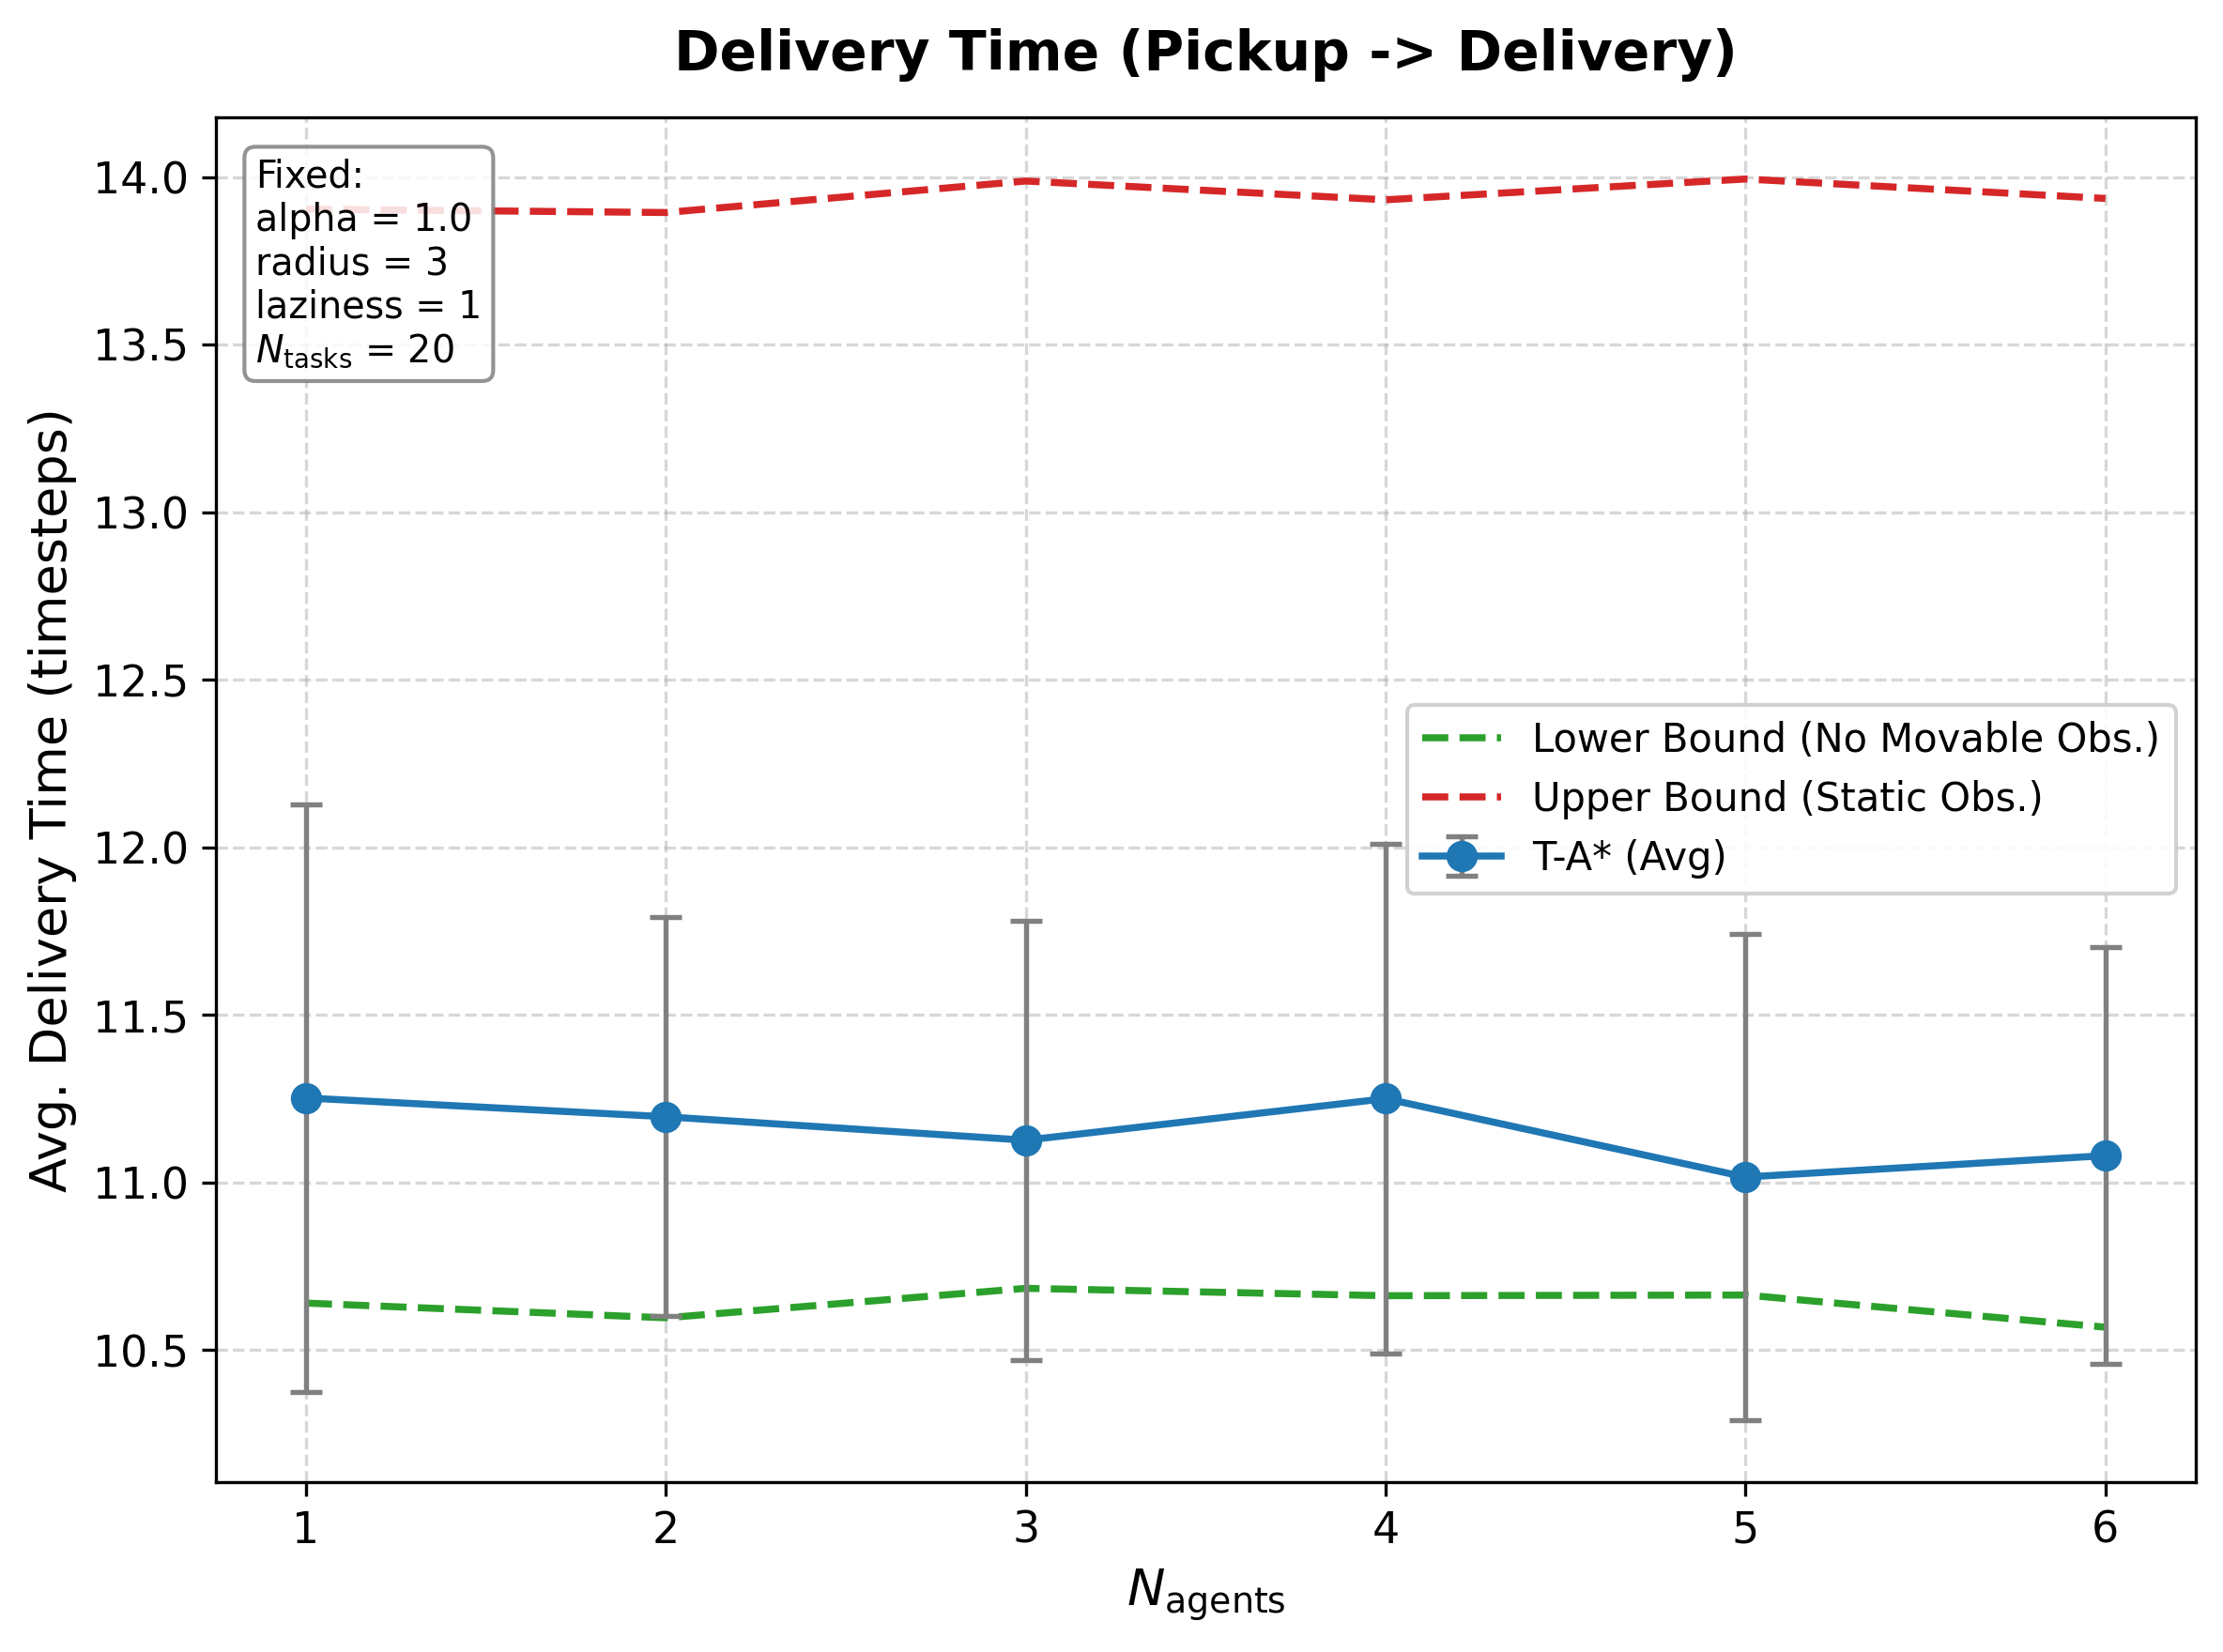 Delivery Time (Pickup -> Delivery)
Fixed:
alpha = 1.0
radius = 3
laziness = 1
N_tasks = 20
14.0
13.5
13.0
12.5
12.0
11.5
11.0
10.5
Avg. Delivery Time (timesteps)
Lower Bound (No Movable Obs.)
Upper Bound (Static Obs.)
T-A* (Avg)
1 2 3 4 5 6
N_agents